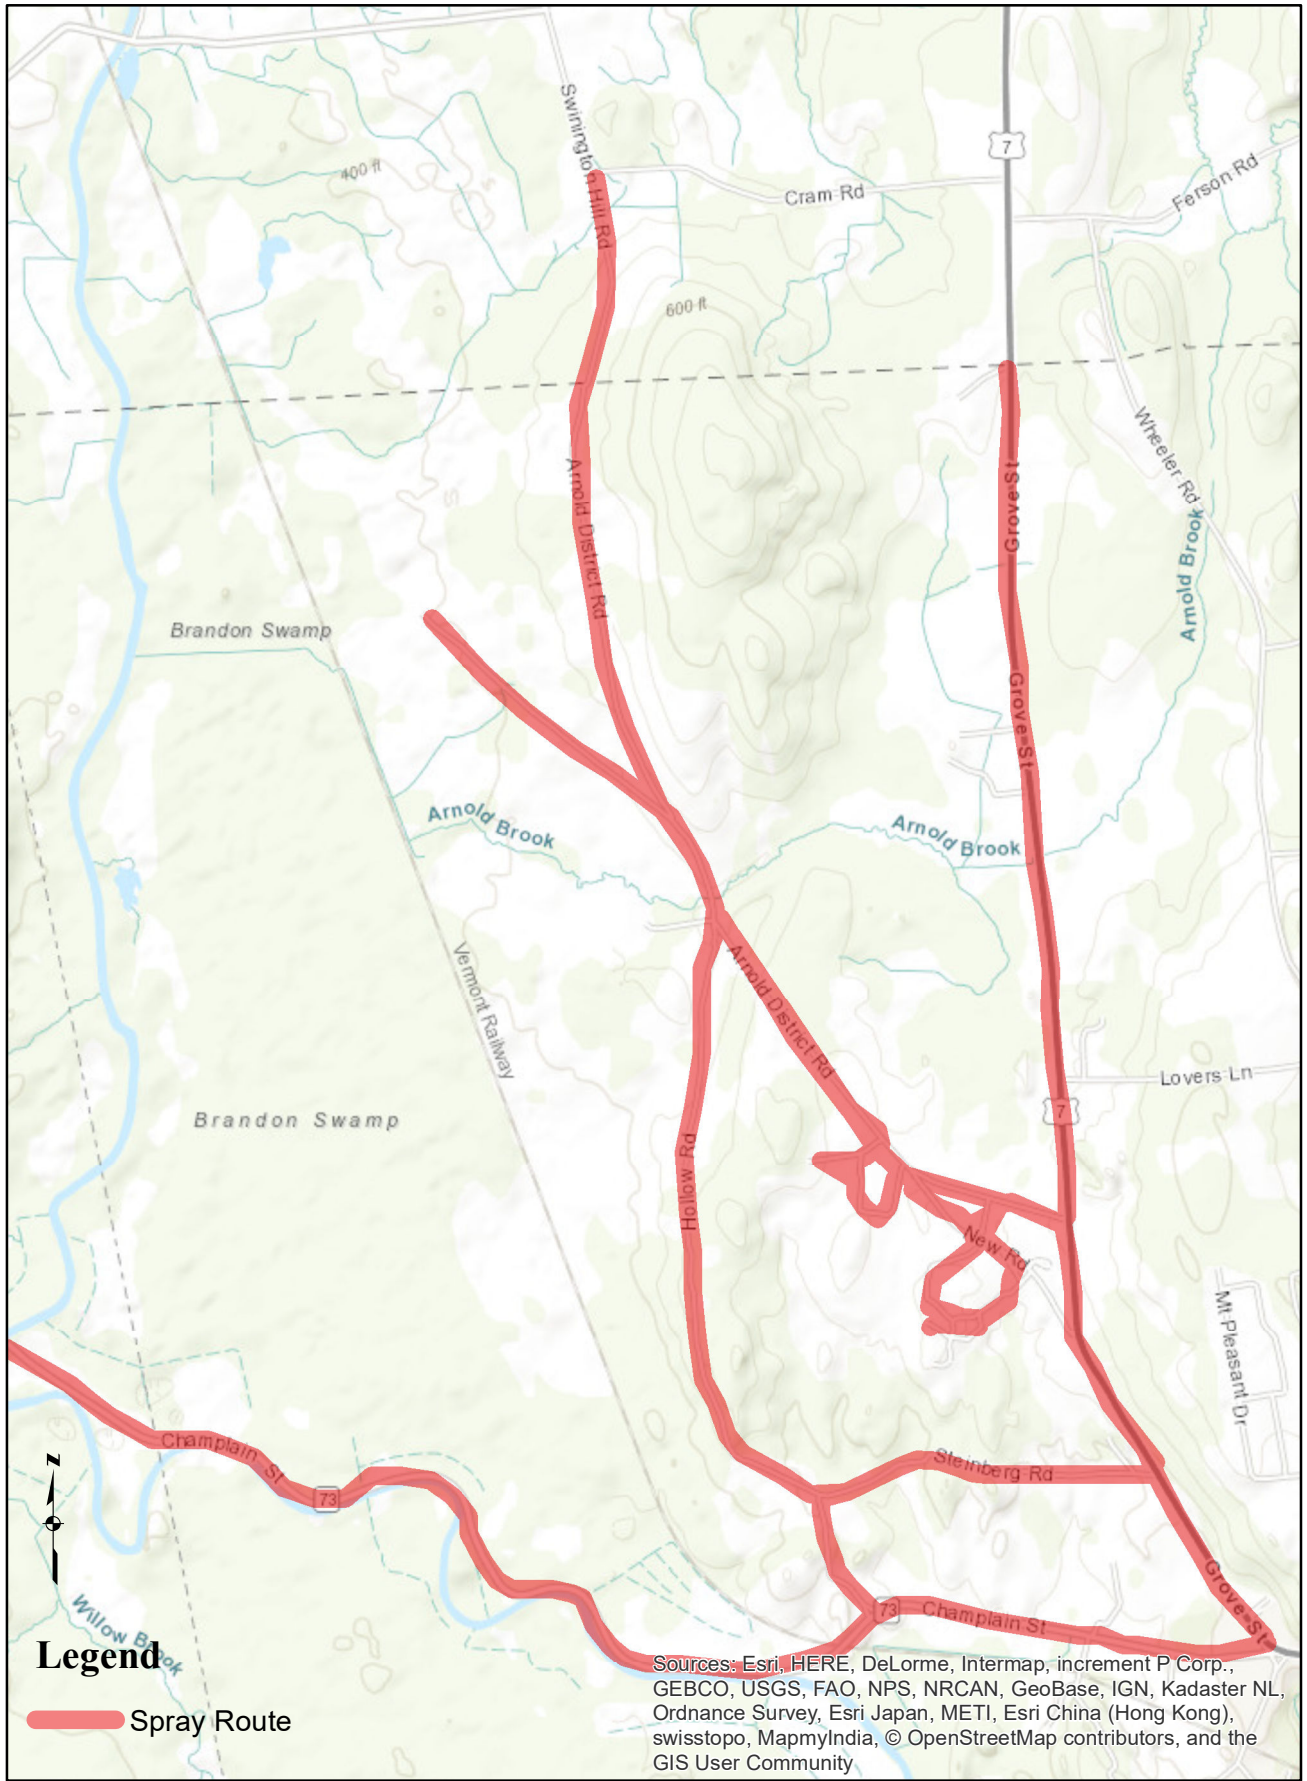 Swinington Hill Rd
7
Ferson Rd
400 ft
Cram Rd
600 ft
Wheeler Rd
Arnold District Rd
Grove St
Arnold Brook
Brandon Swamp
Grove St
Arnold Brook
Arnold Brook
Vermont Railway
Arnold District Rd
Lovers Ln
7
Brandon Swamp
Hollow Rd
New Rd
Mt Pleasant Dr
Champlain St
73
Steinberg Rd
N
Grove St
73
Champlain St
Willow Brook
Legend
Spray Route
Sources: Esri, HERE, DeLorme, Intermap, increment P Corp.,
GEBCO, USGS, FAO, NPS, NRCAN, GeoBase, IGN, Kadaster NL,
Ordnance Survey, Esri Japan, METI, Esri China (Hong Kong),
swisstopo, MapmyIndia, © OpenStreetMap contributors, and the
GIS User Community